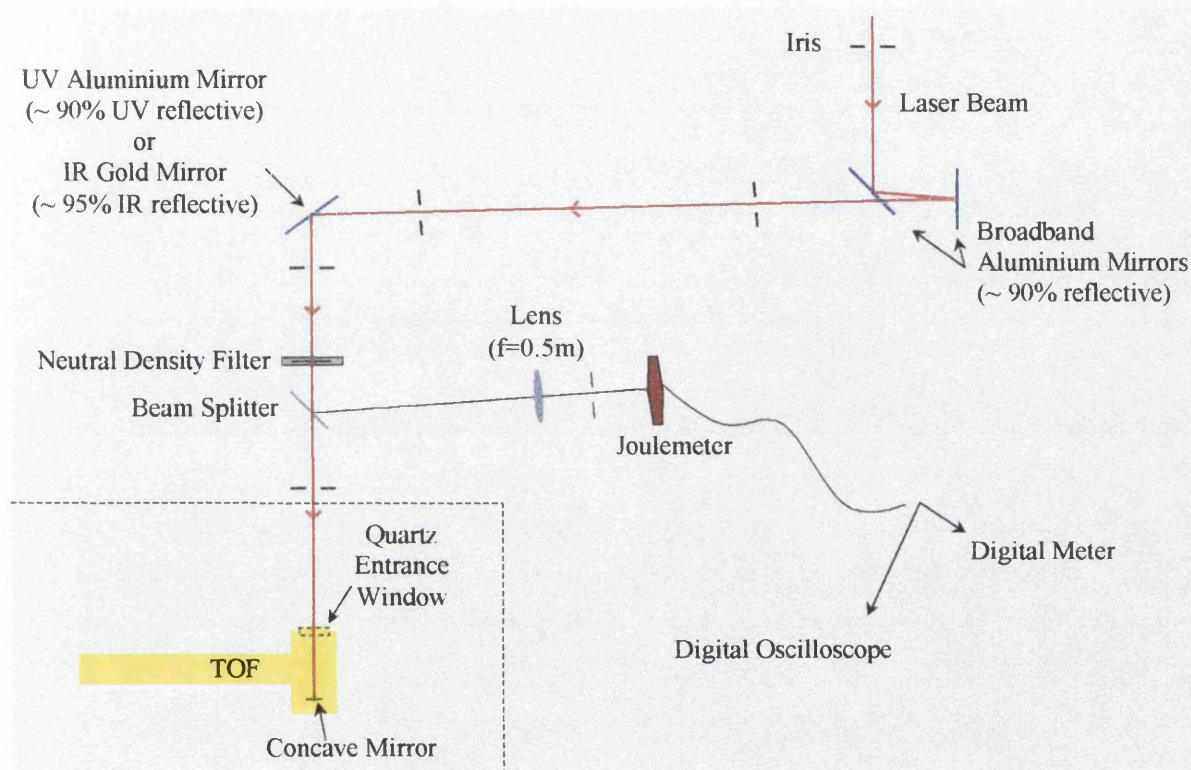 Iris
UV Aluminium Mirror
(~ 90% UV reflective)
or
IR Gold Mirror
(~ 95% IR reflective)
Laser Beam
Broadband
Aluminium Mirrors
(~ 90% reflective)
Lens
(f=0.5m)
Neutral Density Filter
Beam Splitter
Joulemeter
Quartz
Entrance
Window
Digital Meter
Digital Oscilloscope
TOF
Concave Mirror